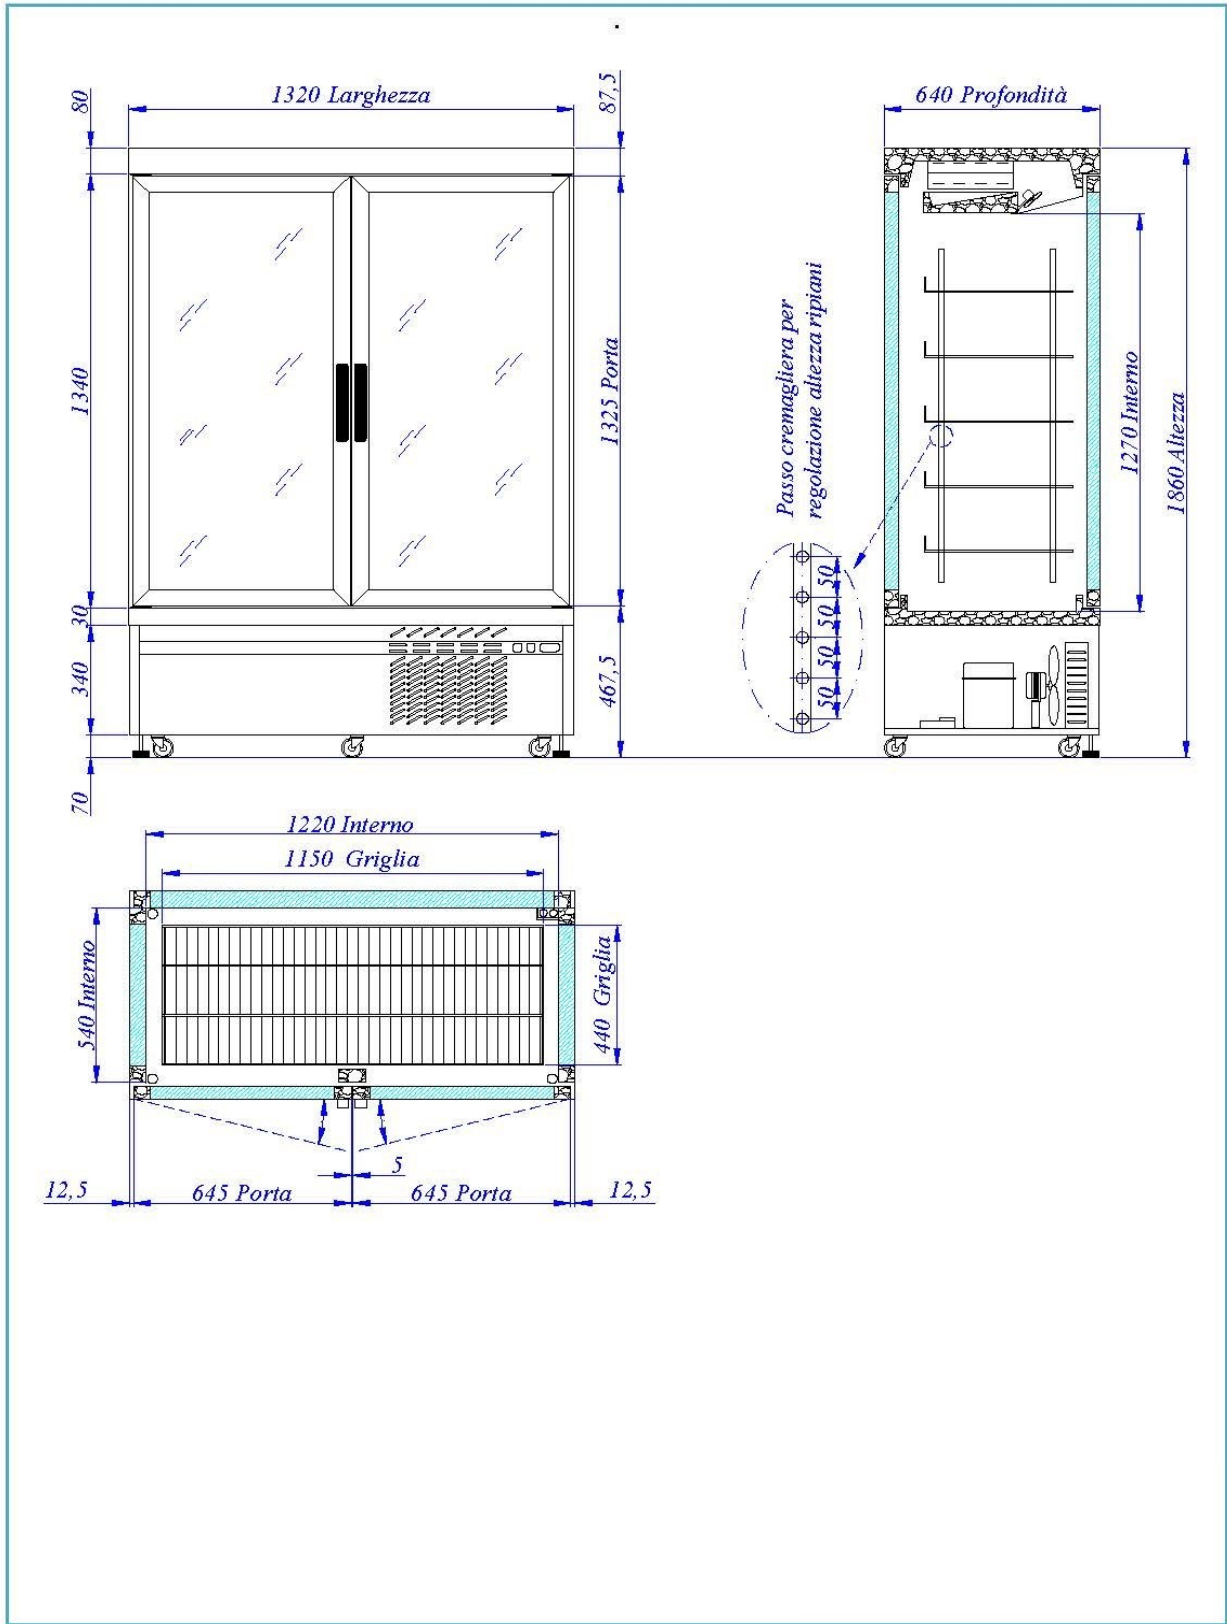 .
1320 Larghezza
80
87,5
640 Profondità
1340
1325 Porta
Passo cremagliera per
regolazione altezza ripiani
1270 Interno
1860 Altezza
50
50
50
50
30
340
467,5
70
1220 Interno
1150 Griglia
540 Interno
440 Griglia
5
12,5
645 Porta
645 Porta
12,5